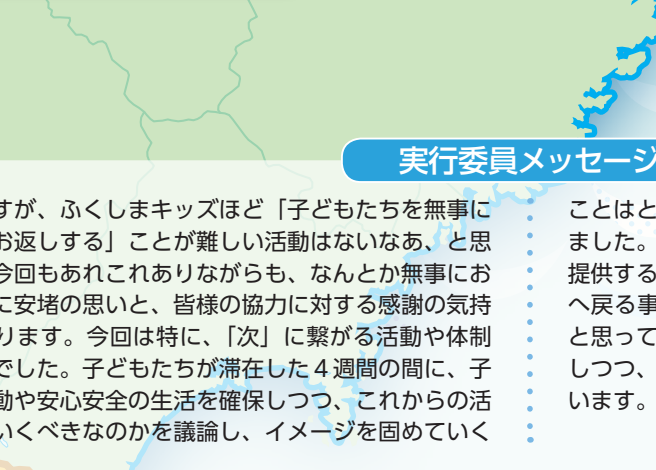 実行委員メッセージ
すが、ふくしまキッズほど「子どもたちを無事に
お返しする」ことが難しい活動はないなあ、と思
今回もあれこれありながらも、なんとか無事にお
に安堵の思いと、皆様の協力に対する感謝の気持
ります。今回は特に、「次」に繋がる活動や体制
でした。子どもたちが滞在した４週間の間に、子
動や安心安全の生活を確保しつつ、これからの活
いくべきなのかを議論し、イメージを固めていく
ことはと
ました。
提供する
へ戻る事
と思って
しつつ、
います。